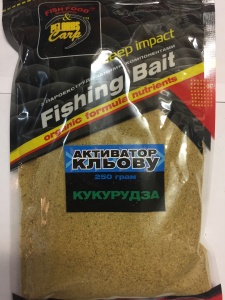 FISH FOOD
&
Carp
deep impact
Fishing Bait
organic formula nutrients
АКТИВАТОР
КЛЬОВУ
250 грам
КУКУРУДЗА